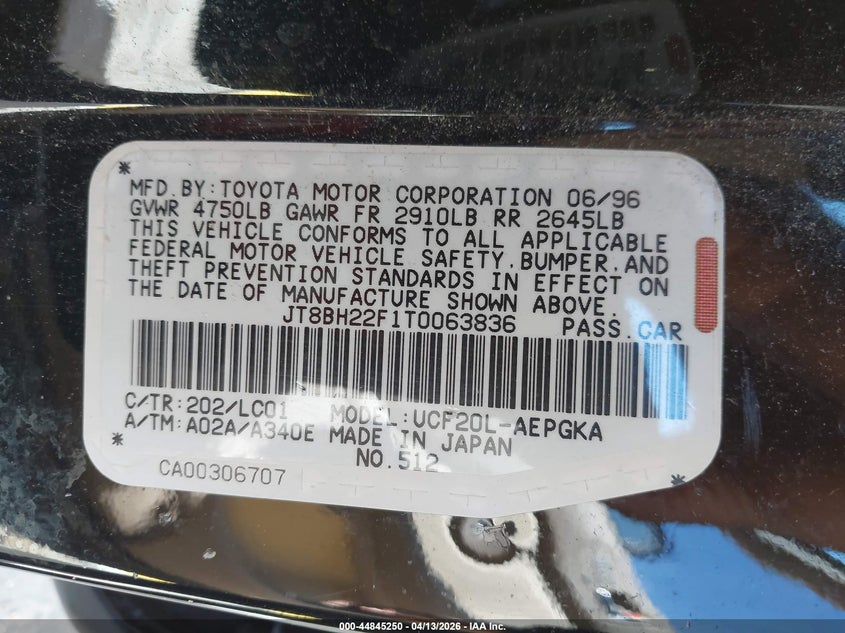 MFD.BY:TOYOTA MOTOR CORPORATION 06/96
GVWR 4750LB GAWR FR 2910LB RR 2645LB
THIS VEHICLE CONFORMS TO ALL APPLICABLE
FEDERAL MOTOR VEHICLE SAFETY,BUMPER,AND
THEFT PREVENTION STANDARDS IN EFFECT ON
THE DATE OF MANUFACTURE SHOWN ABOVE.
JT8BH22F1T0063836 PASS.CAR
C/TR:202/LC01 MODEL:UCF20L-AEPGKA
A/TM:A02A/A340E MADE IN JAPAN
NO.512
CA00306707
000-44845250 - 04/13/2026 - IAA Inc.